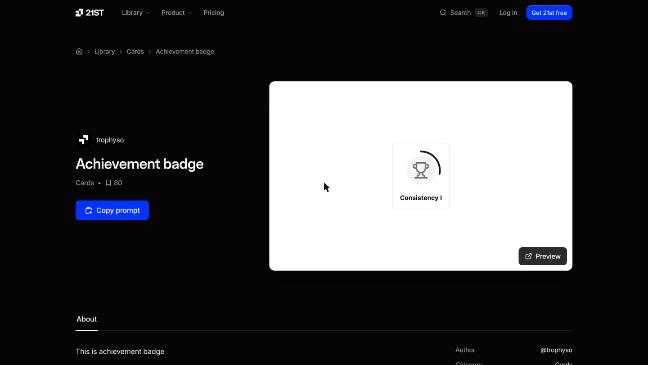 21ST
Library
Product
Pricing
Search
⌘K
Log in
Get 21st free
Library
Cards
Achievement badge
trophyso
Achievement badge
Cards • 80
Copy prompt
Consistency I
Preview
About
This is achievement badge
Author
@trophyso
Category
Cards